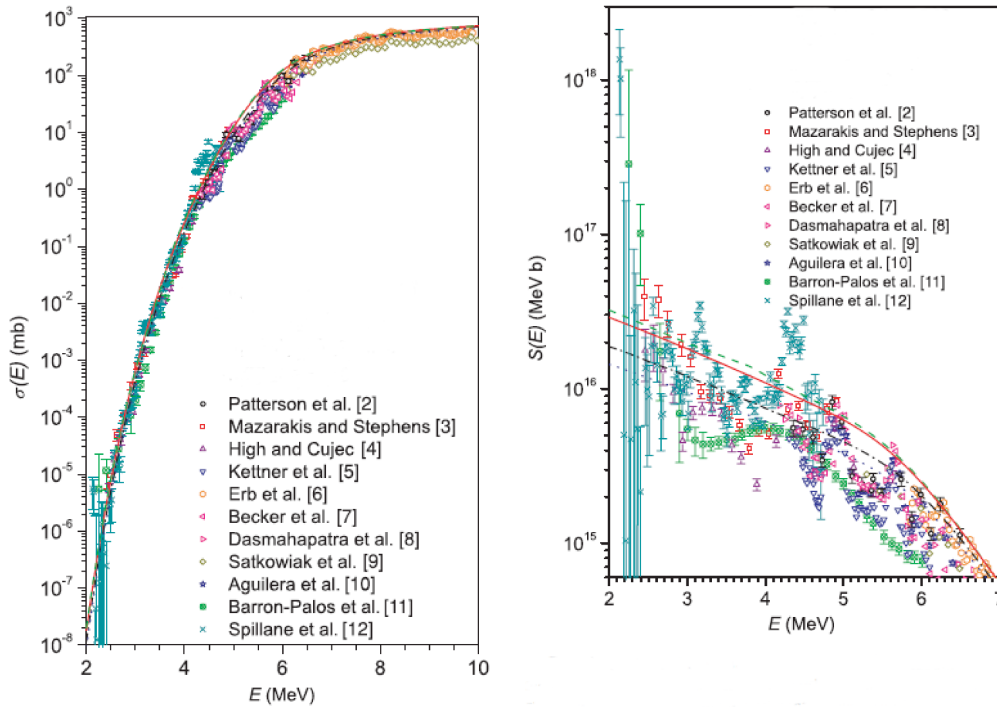 10³
10²
10¹
10⁰
10⁻¹
10⁻²
10⁻³
10⁻⁴
10⁻⁵
10⁻⁶
10⁻⁷
10⁻⁸
σ(E) (mb)
Patterson et al. [2]
Mazarakis and Stephens [3]
High and Cujec [4]
Kettner et al. [5]
Erb et al. [6]
Becker et al. [7]
Dasmahapatra et al. [8]
Satkowiak et al. [9]
Aguilera et al. [10]
Barron-Palos et al. [11]
Spillane et al. [12]
2 4 6 8 10
E (MeV)
10¹⁸
10¹⁷
10¹⁶
10¹⁵
S(E) (MeV b)
Patterson et al. [2]
Mazarakis and Stephens [3]
High and Cujec [4]
Kettner et al. [5]
Erb et al. [6]
Becker et al. [7]
Dasmahapatra et al. [8]
Satkowiak et al. [9]
Aguilera et al. [10]
Barron-Palos et al. [11]
Spillane et al. [12]
2 3 4 5 6 7
E (MeV)